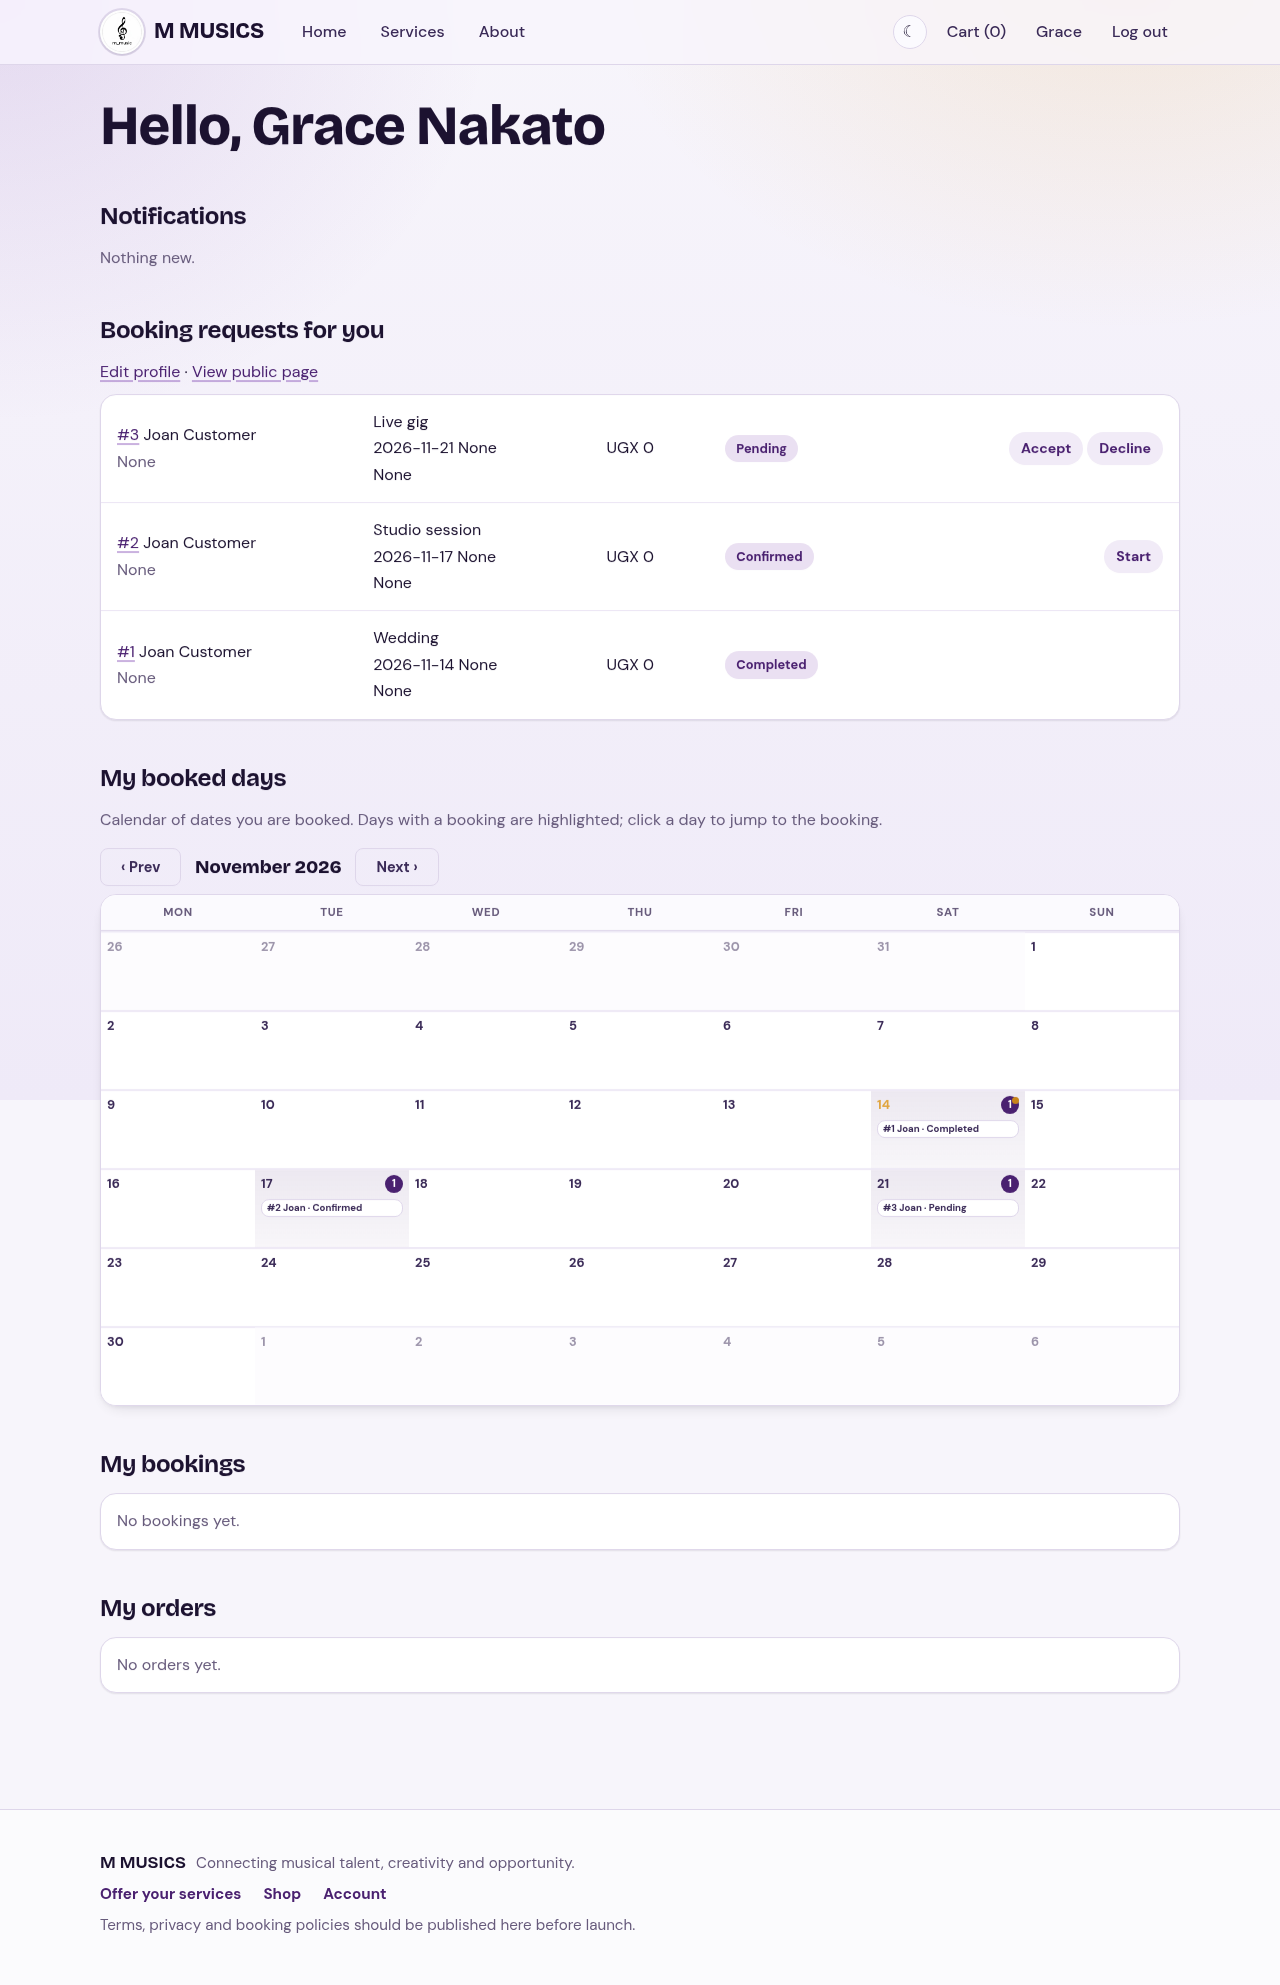 M MUSICS Home Services About Cart (0) Grace Log out
Hello, Grace Nakato
Notifications
Nothing new.
Booking requests for you
Edit profile · View public page
#3 Joan Customer
None
Live gig
2026-11-21 None
None
UGX 0
Pending
Accept Decline
#2 Joan Customer
None
Studio session
2026-11-17 None
None
UGX 0
Confirmed
Start
#1 Joan Customer
None
Wedding
2026-11-14 None
None
UGX 0
Completed
My booked days
Calendar of dates you are booked. Days with a booking are highlighted; click a day to jump to the booking.
‹ Prev November 2026 Next ›
MON TUE WED THU FRI SAT SUN
26 27 28 29 30 31 1
2 3 4 5 6 7 8
9 10 11 12 13 14 1 15
#1 Joan · Completed
16 17 1 18 19 20 21 1 22
#2 Joan · Confirmed #3 Joan · Pending
23 24 25 26 27 28 29
30 1 2 3 4 5 6
My bookings
No bookings yet.
My orders
No orders yet.
M MUSICS Connecting musical talent, creativity and opportunity.
Offer your services Shop Account
Terms, privacy and booking policies should be published here before launch.